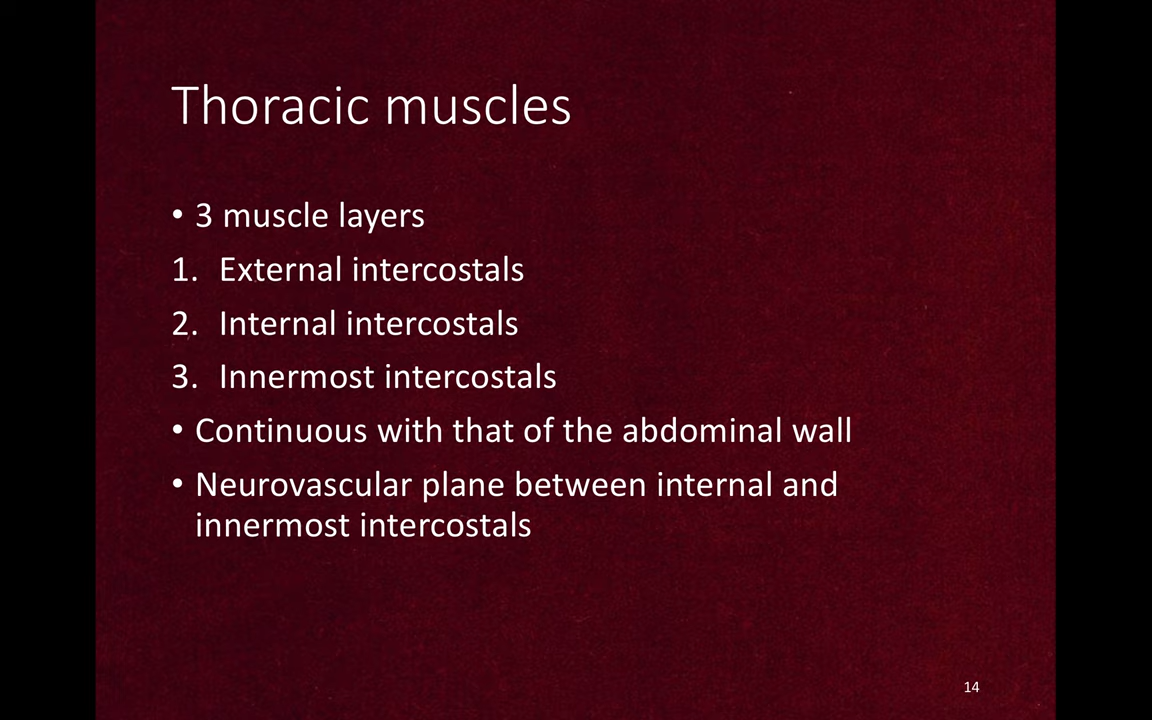 Thoracic muscles
• 3 muscle layers
1. External intercostals
2. Internal intercostals
3. Innermost intercostals
• Continuous with that of the abdominal wall
• Neurovascular plane between internal and
innermost intercostals
14